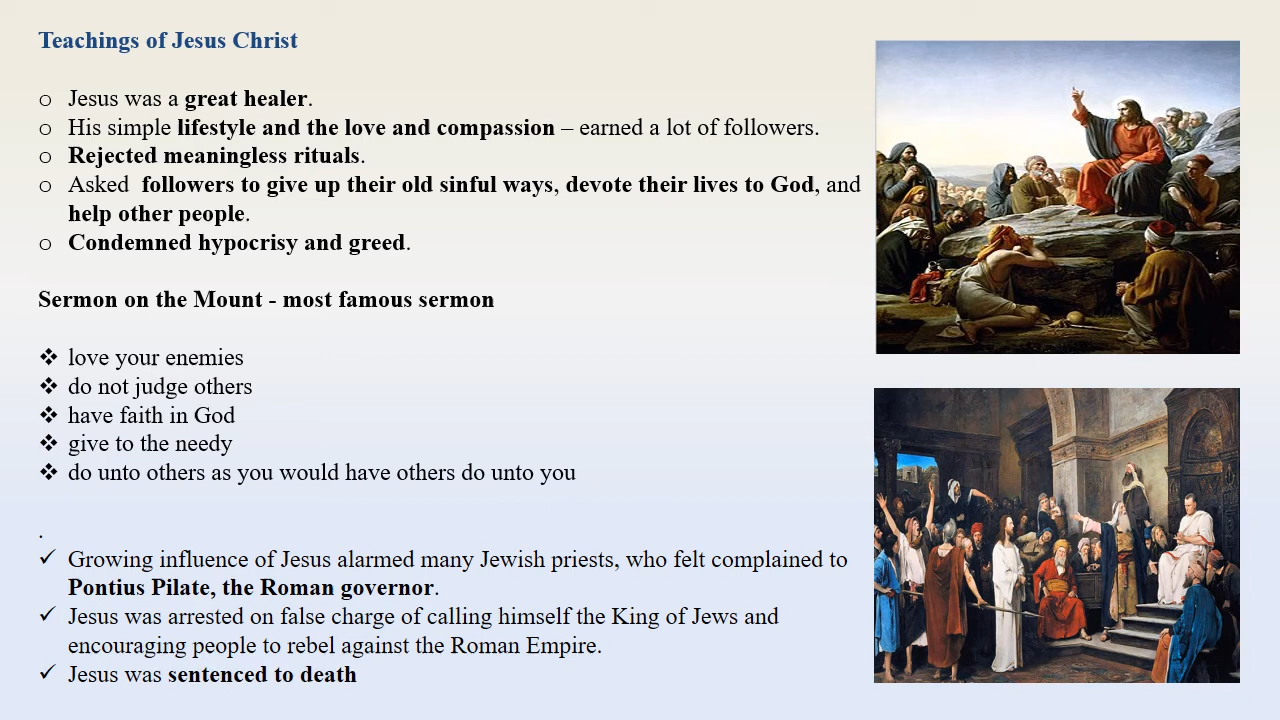 Teachings of Jesus Christ
o Jesus was a great healer.
o His simple lifestyle and the love and compassion – earned a lot of followers.
o Rejected meaningless rituals.
o Asked  followers to give up their old sinful ways, devote their lives to God, and
help other people.
o Condemned hypocrisy and greed.
Sermon on the Mount - most famous sermon
❖ love your enemies
❖ do not judge others
❖ have faith in God
❖ give to the needy
❖ do unto others as you would have others do unto you
.
✓ Growing influence of Jesus alarmed many Jewish priests, who felt complained to
Pontius Pilate, the Roman governor.
✓ Jesus was arrested on false charge of calling himself the King of Jews and
encouraging people to rebel against the Roman Empire.
✓ Jesus was sentenced to death